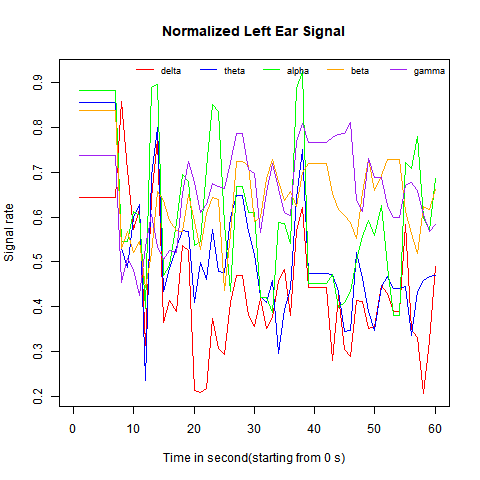 Normalized Left Ear Signal
delta theta alpha beta gamma
Signal rate
0.9
0.8
0.7
0.6
0.5
0.4
0.3
0.2
0 10 20 30 40 50 60
Time in second(starting from 0 s)